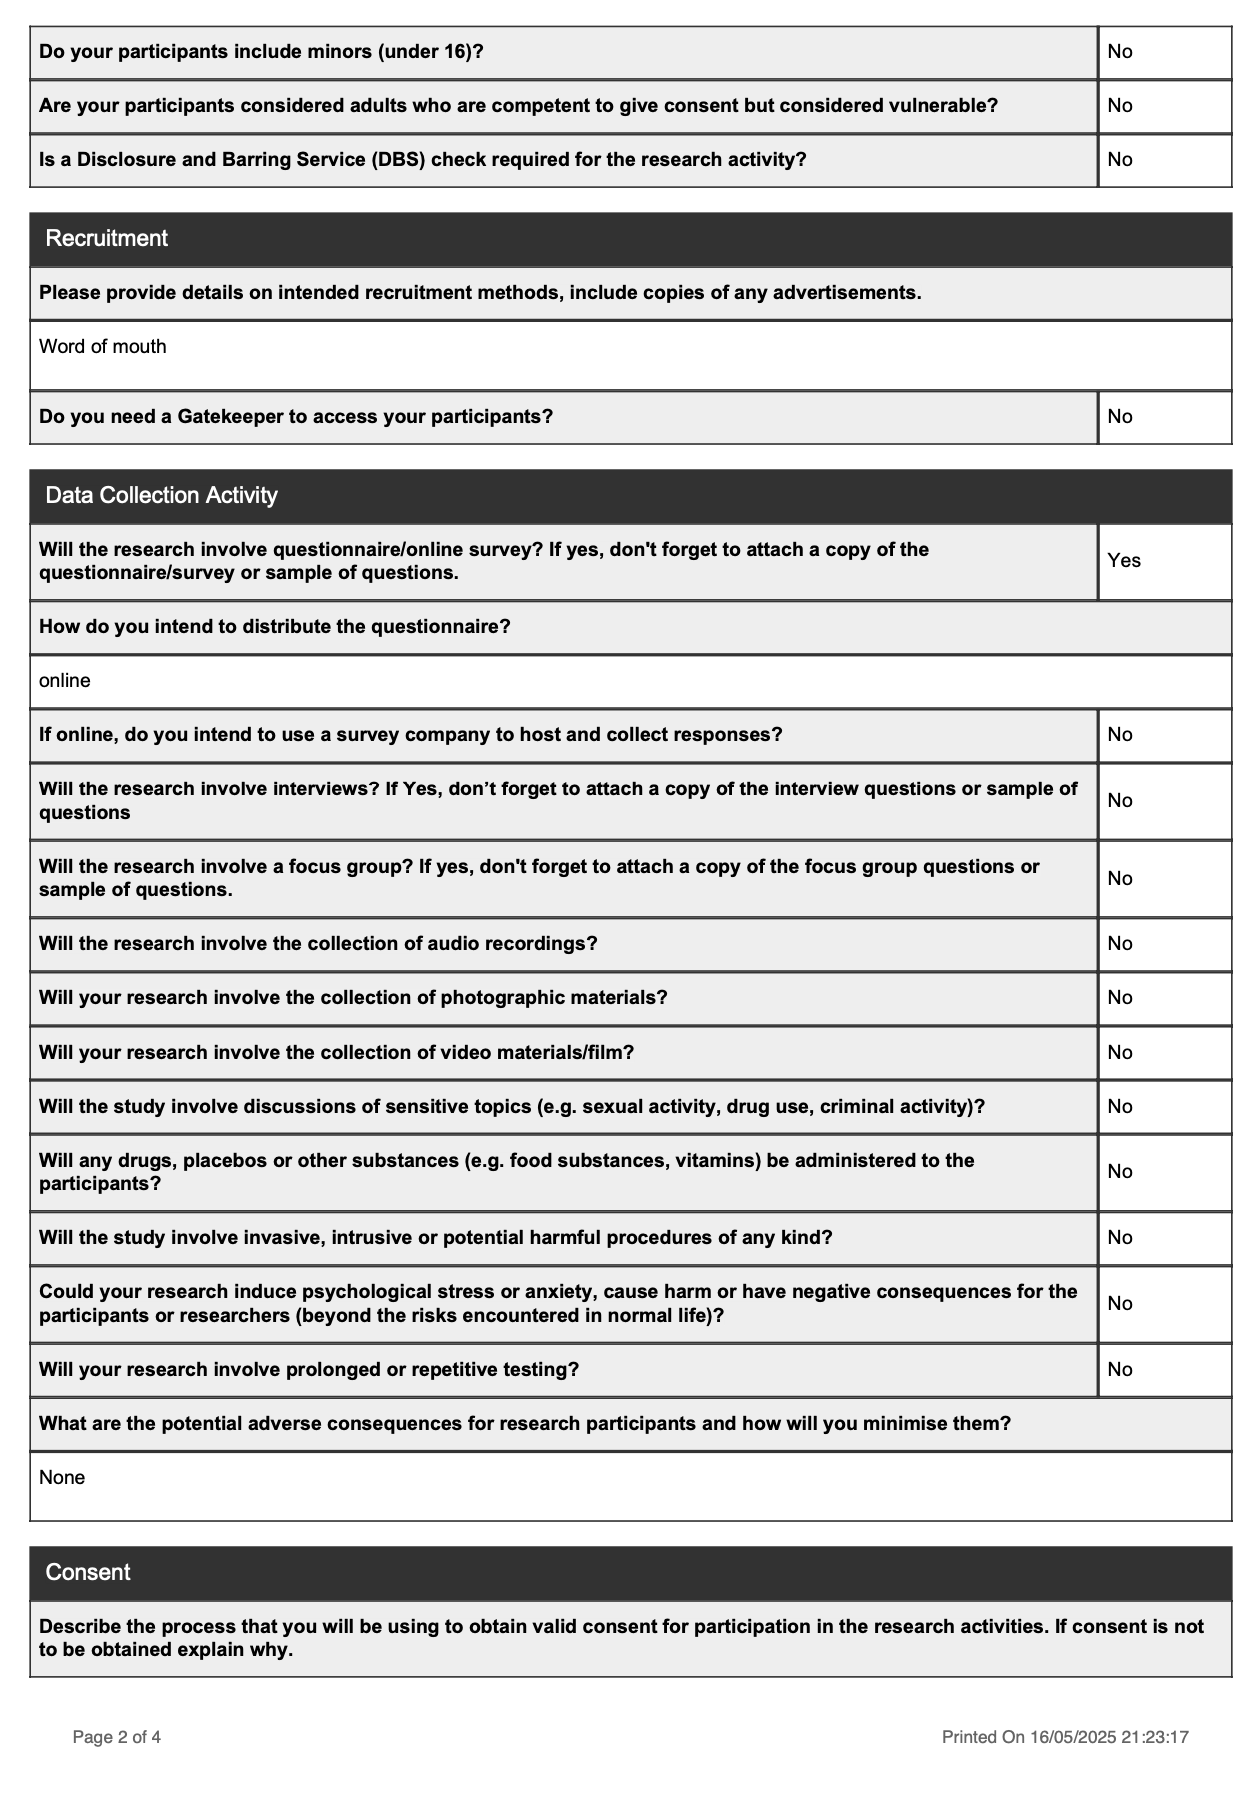 Do your participants include minors (under 16)?
No
Are your participants considered adults who are competent to give consent but considered vulnerable?
No
Is a Disclosure and Barring Service (DBS) check required for the research activity?
No
Recruitment
Please provide details on intended recruitment methods, include copies of any advertisements.
Word of mouth
Do you need a Gatekeeper to access your participants?
No
Data Collection Activity
Will the research involve questionnaire/online survey? If yes, don't forget to attach a copy of the
questionnaire/survey or sample of questions.
Yes
How do you intend to distribute the questionnaire?
online
If online, do you intend to use a survey company to host and collect responses?
No
Will the research involve interviews? If Yes, don’t forget to attach a copy of the interview questions or sample of
questions
No
Will the research involve a focus group? If yes, don't forget to attach a copy of the focus group questions or
sample of questions.
No
Will the research involve the collection of audio recordings?
No
Will your research involve the collection of photographic materials?
No
Will your research involve the collection of video materials/film?
No
Will the study involve discussions of sensitive topics (e.g. sexual activity, drug use, criminal activity)?
No
Will any drugs, placebos or other substances (e.g. food substances, vitamins) be administered to the
participants?
No
Will the study involve invasive, intrusive or potential harmful procedures of any kind?
No
Could your research induce psychological stress or anxiety, cause harm or have negative consequences for the
participants or researchers (beyond the risks encountered in normal life)?
No
Will your research involve prolonged or repetitive testing?
No
What are the potential adverse consequences for research participants and how will you minimise them?
None
Consent
Describe the process that you will be using to obtain valid consent for participation in the research activities. If consent is not
to be obtained explain why.
Page 2 of 4
Printed On 16/05/2025 21:23:17